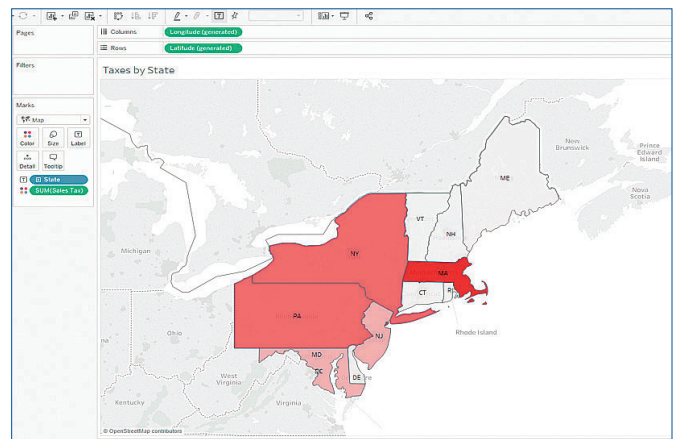 Pages
Columns
Longitude (generated)
Rows
Latitude (generated)
Filters
Taxes by State
Marks
Map
Color
Size
Label
Detail
Tooltip
State
SUM(Sales Tax)
New
Brunswick
Prince
Edward
Island
ME
Nova
Scotia
VT
NH
Michigan
NY
MA
CT
RI
PA
Rhode Island
Ohio
NJ
MD
DC
DE
West
Virginia
Kentucky
Virginia
© OpenStreetMap contributors